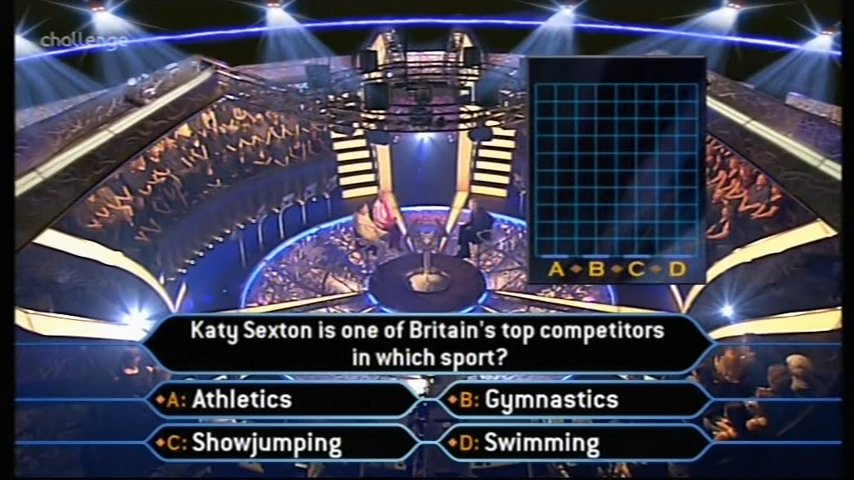 challenge
A B C D
Katy Sexton is one of Britain's top competitors
in which sport?
A: Athletics
B: Gymnastics
C: Showjumping
D: Swimming